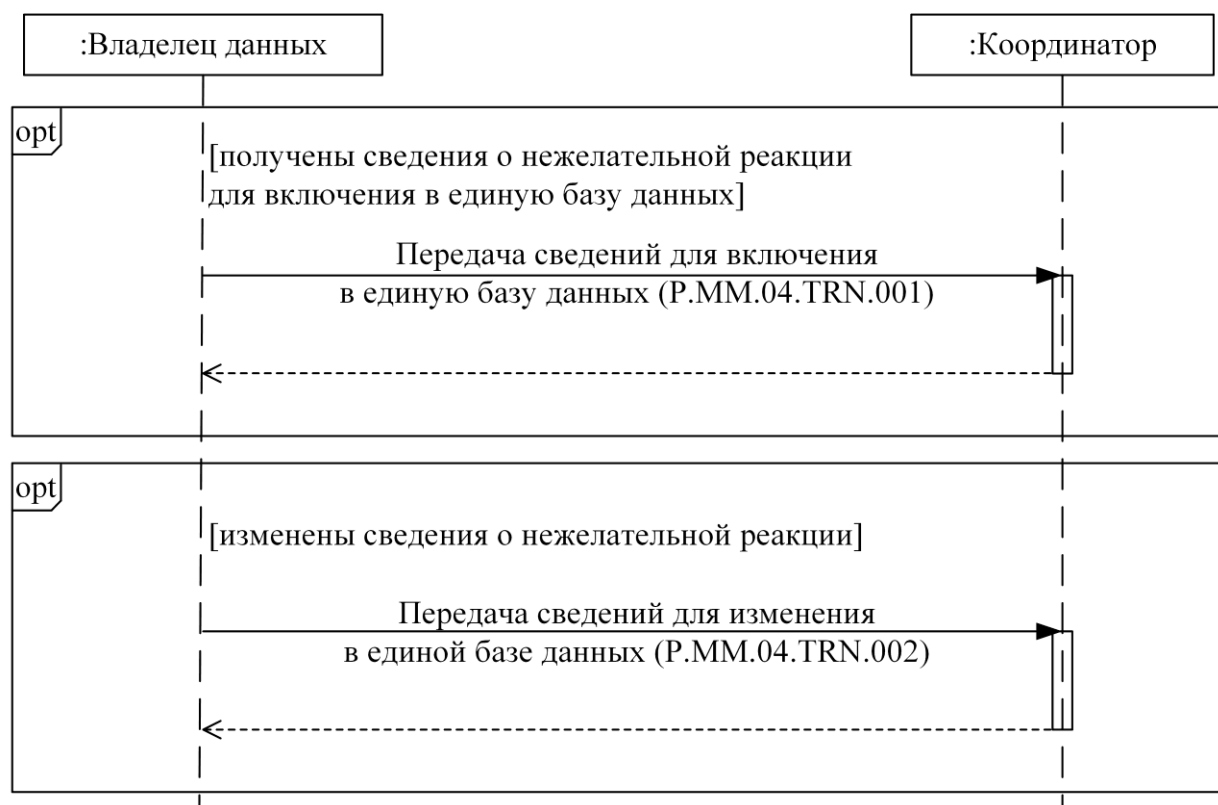 :Владелец данных
:Координатор
opt
[получены сведения о нежелательной реакции
для включения в единую базу данных]
Передача сведений для включения
в единую базу данных (P.MM.04.TRN.001)
opt
[изменены сведения о нежелательной реакции]
Передача сведений для изменения
в единой базе данных (P.MM.04.TRN.002)